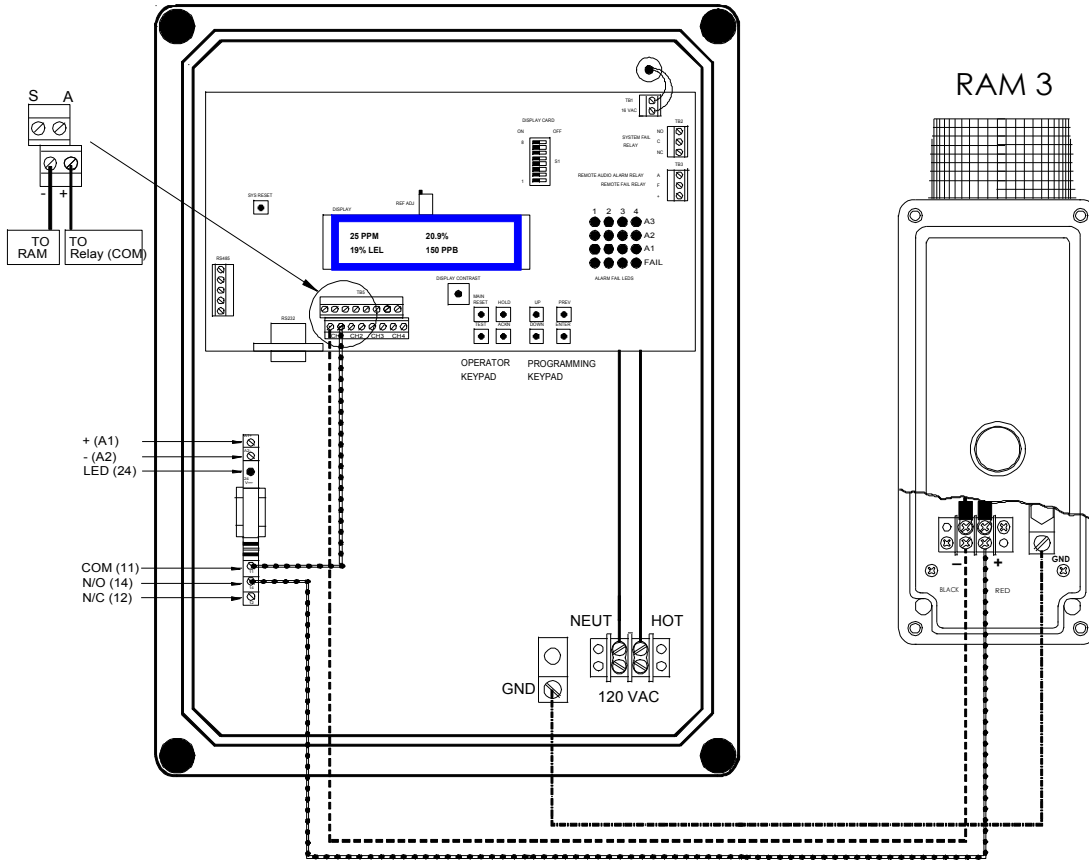 RAM 3
S A
- +
TO
RAM
TO
Relay (COM)
TB1
16 VAC
TB2
SYSTEM FAIL
RELAY
NO
C
NC
TB3
REMOTE AUDIO ALARM RELAY
REMOTE FAIL RELAY
A
F
+
DISPLAY CARD
ON OFF
8
S1
1
SYS RESET
REF ADJ
DISPLAY
25 PPM 20.9%
19% LEL 150 PPB
1 2 3 4
A3
A2
A1
FAIL
ALARM FAIL LEDS
DISPLAY CONTRAST
RS485
RS232
TB5
CH2 CH3 CH4
MAIN
RESET HOLD UP PREV
TEST ACKN DOWN ENTER
OPERATOR
KEYPAD
PROGRAMMING
KEYPAD
+ (A1)
- (A2)
LED (24)
COM (11)
N/O (14)
N/C (12)
NEUT HOT
GND
120 VAC
– +
BLACK RED
GND